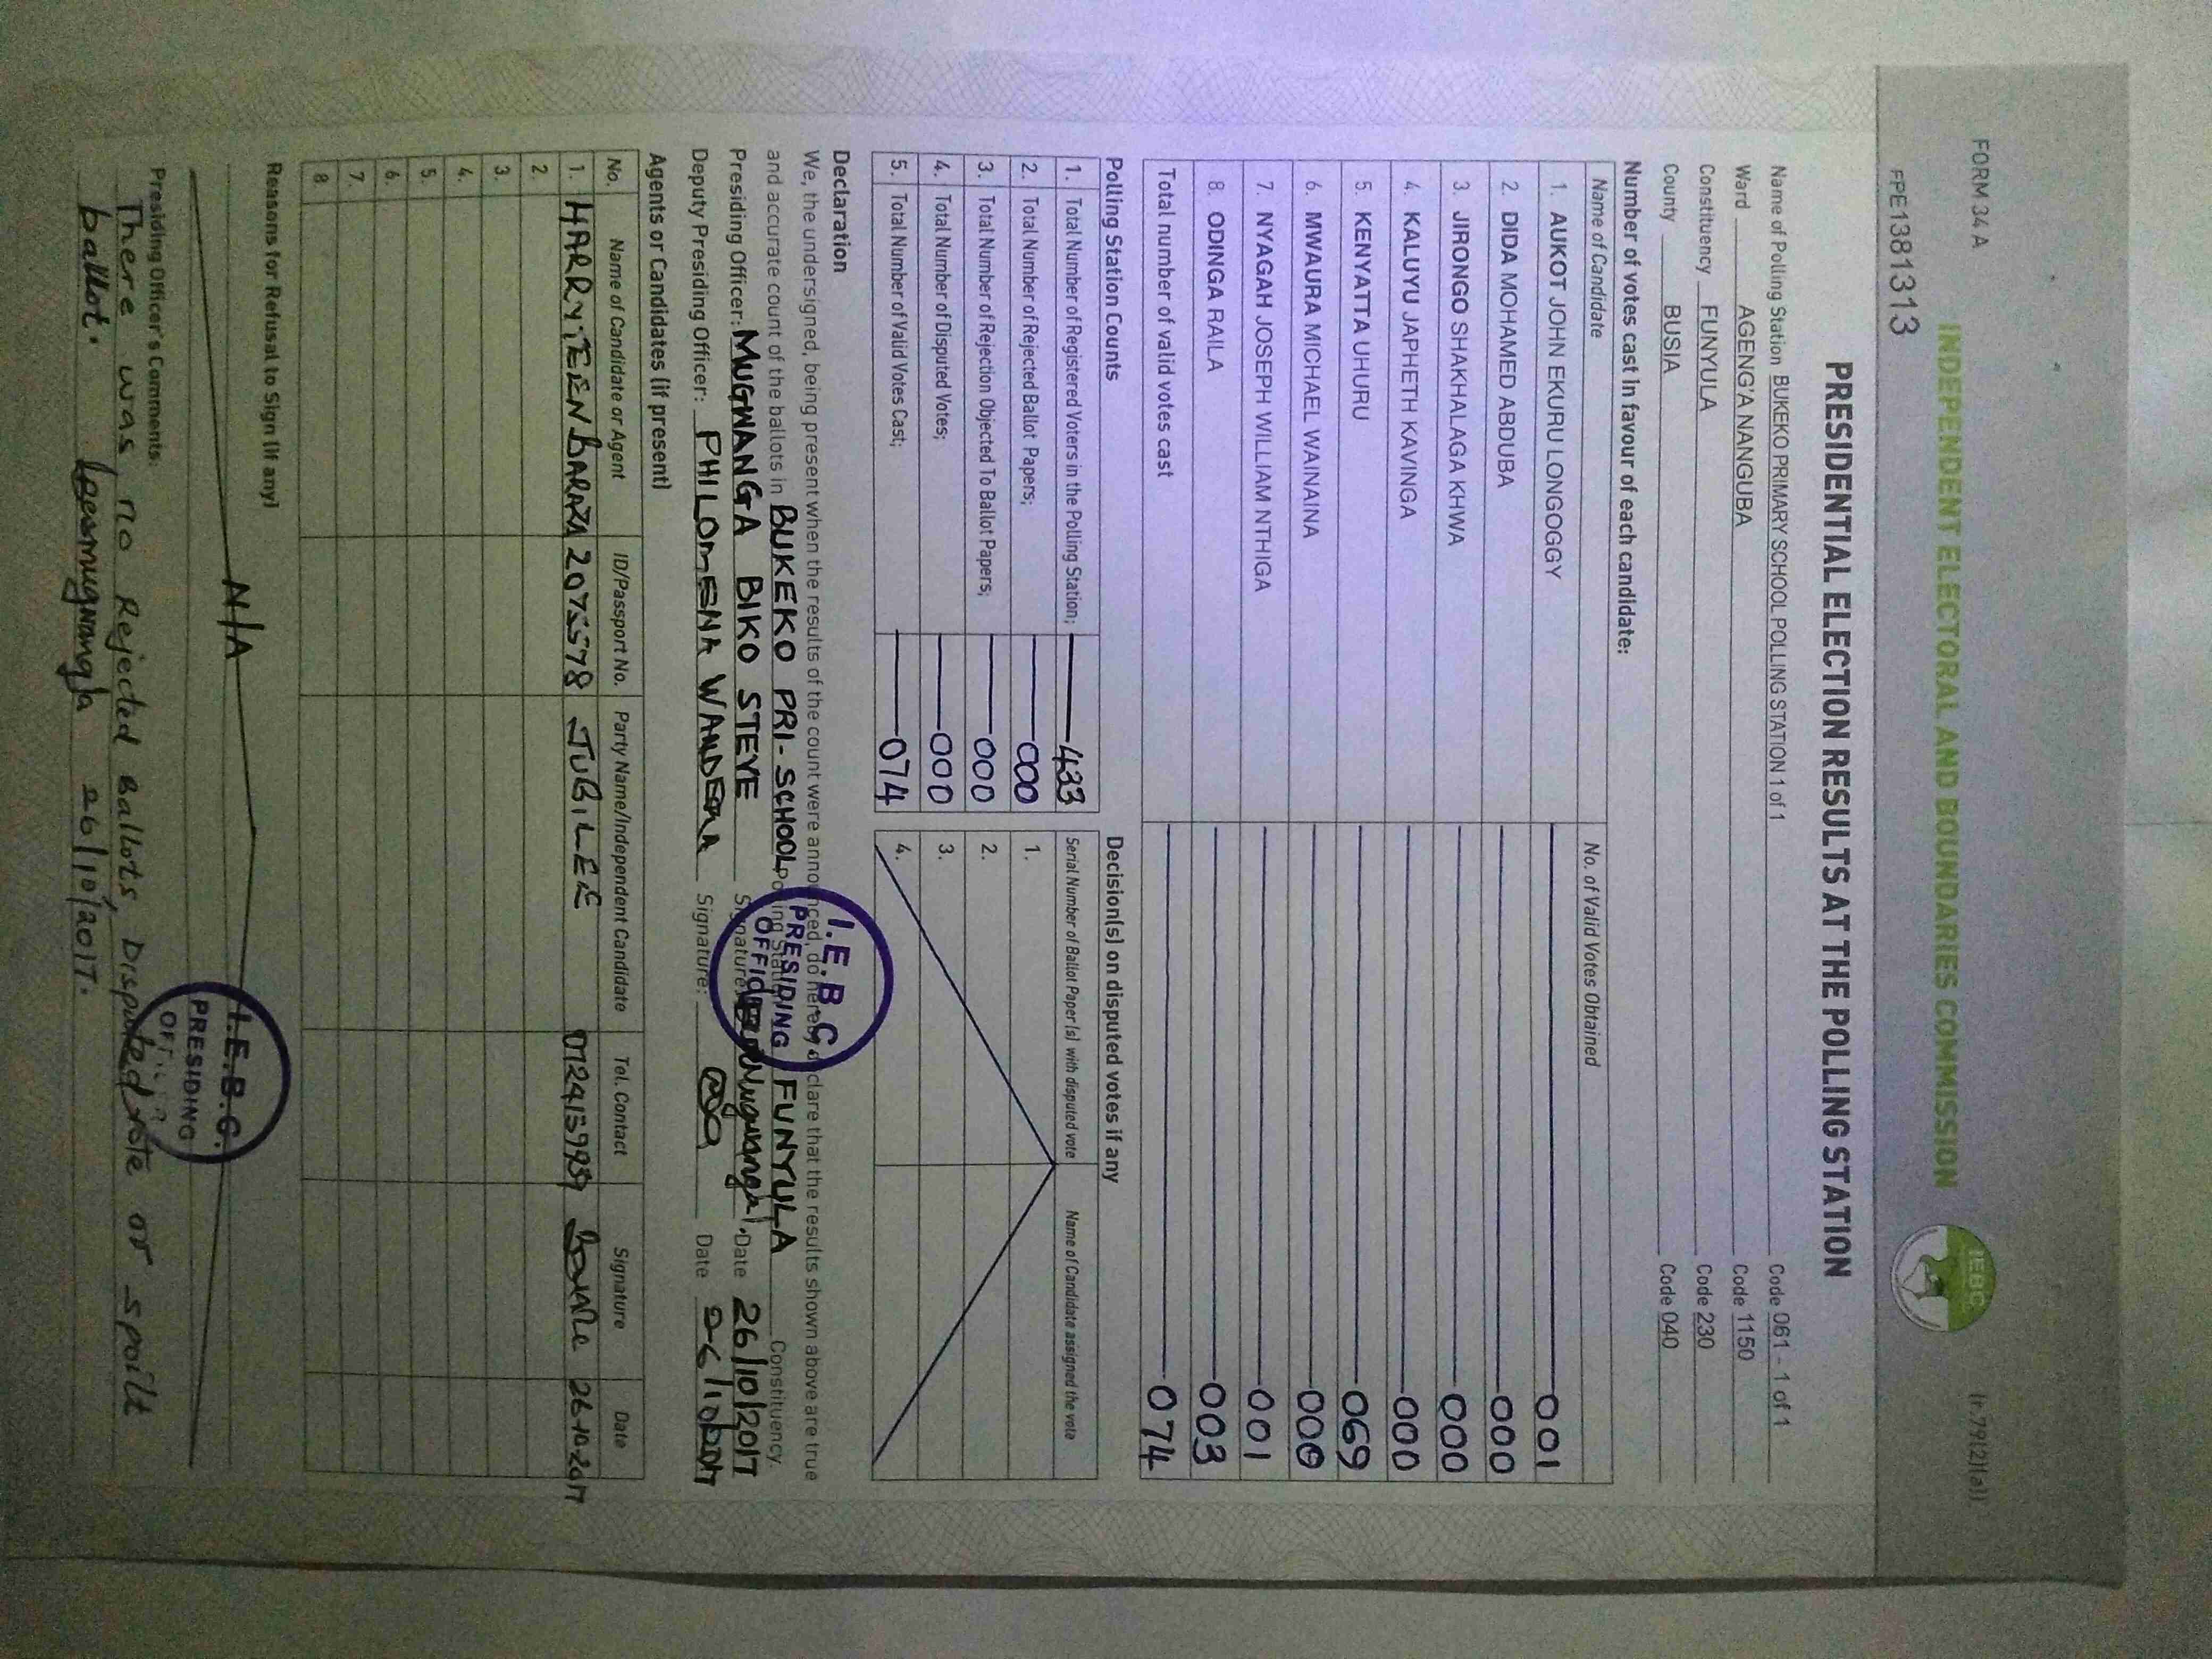 FORM 34 A
(r.79(2)(a))
INDEPENDENT ELECTORAL AND BOUNDARIES COMMISSION
IEBC
FPE1381313
PRESIDENTIAL ELECTION RESULTS AT THE POLLING STATION
Name of Polling Station BUKEKO PRIMARY SCHOOL POLLING STATION 1 of 1 Code 061 - 1 of 1
Ward AGENG'A NANGUBA Code 1150
Constituency FUNYULA Code 230
County BUSIA Code 040
Number of votes cast in favour of each candidate:
Name of Candidate No. of Valid Votes Obtained
1. AUKOT JOHN EKURU LONGOGGY 001
2. DIDA MOHAMED ABDUBA 000
3. JIRONGO SHAKHALAGA KHWA 000
4. KALUYU JAPHETH KAVINGA 000
5. KENYATTA UHURU 069
6. MWAURA MICHAEL WAINAINA 000
7. NYAGAH JOSEPH WILLIAM NTHIGA 001
8. ODINGA RAILA 003
Total number of valid votes cast 074
Polling Station Counts
1. Total Number of Registered Voters in the Polling Station; 433
2. Total Number of Rejected Ballot Papers; 000
3. Total Number of Rejection Objected To Ballot Papers; 000
4. Total Number of Disputed Votes; 000
5. Total Number of Valid Votes Cast; 074
Decision(s) on disputed votes if any
Serial Number of Ballot Paper (s) with disputed vote Name of Candidate assigned the vote
1.
2.
3.
4.
Declaration
We, the undersigned, being present when the results of the count were announced, do hereby declare that the results shown above are true
and accurate count of the ballots in BUKEKO PRI-SCHOOL Polling Station FUNYULA Constituency.
Presiding Officer: MUGWANGA BIKO STEVE Signature: Date 26/10/2017
Deputy Presiding Officer: PHILOMENA WANDERA Signature: Date 26/10/2017
I.E.B.C
PRESIDING
OFFICER
Agents or Candidates (if present)
No. Name of Candidate or Agent ID/Passport No. Party Name/Independent Candidate Tel. Contact Signature Date
1. 20755578 JUBILEE 26-10-2017
2.
3.
4.
5.
6.
7.
8.
Reasons for Refusal to Sign (if any)
N/A
I.E.B.C.
PRESIDING
Presiding Officer's Comments.
There was no Rejected Ballots, Disputed vote or spoilt
ballot. 26/10/2017.